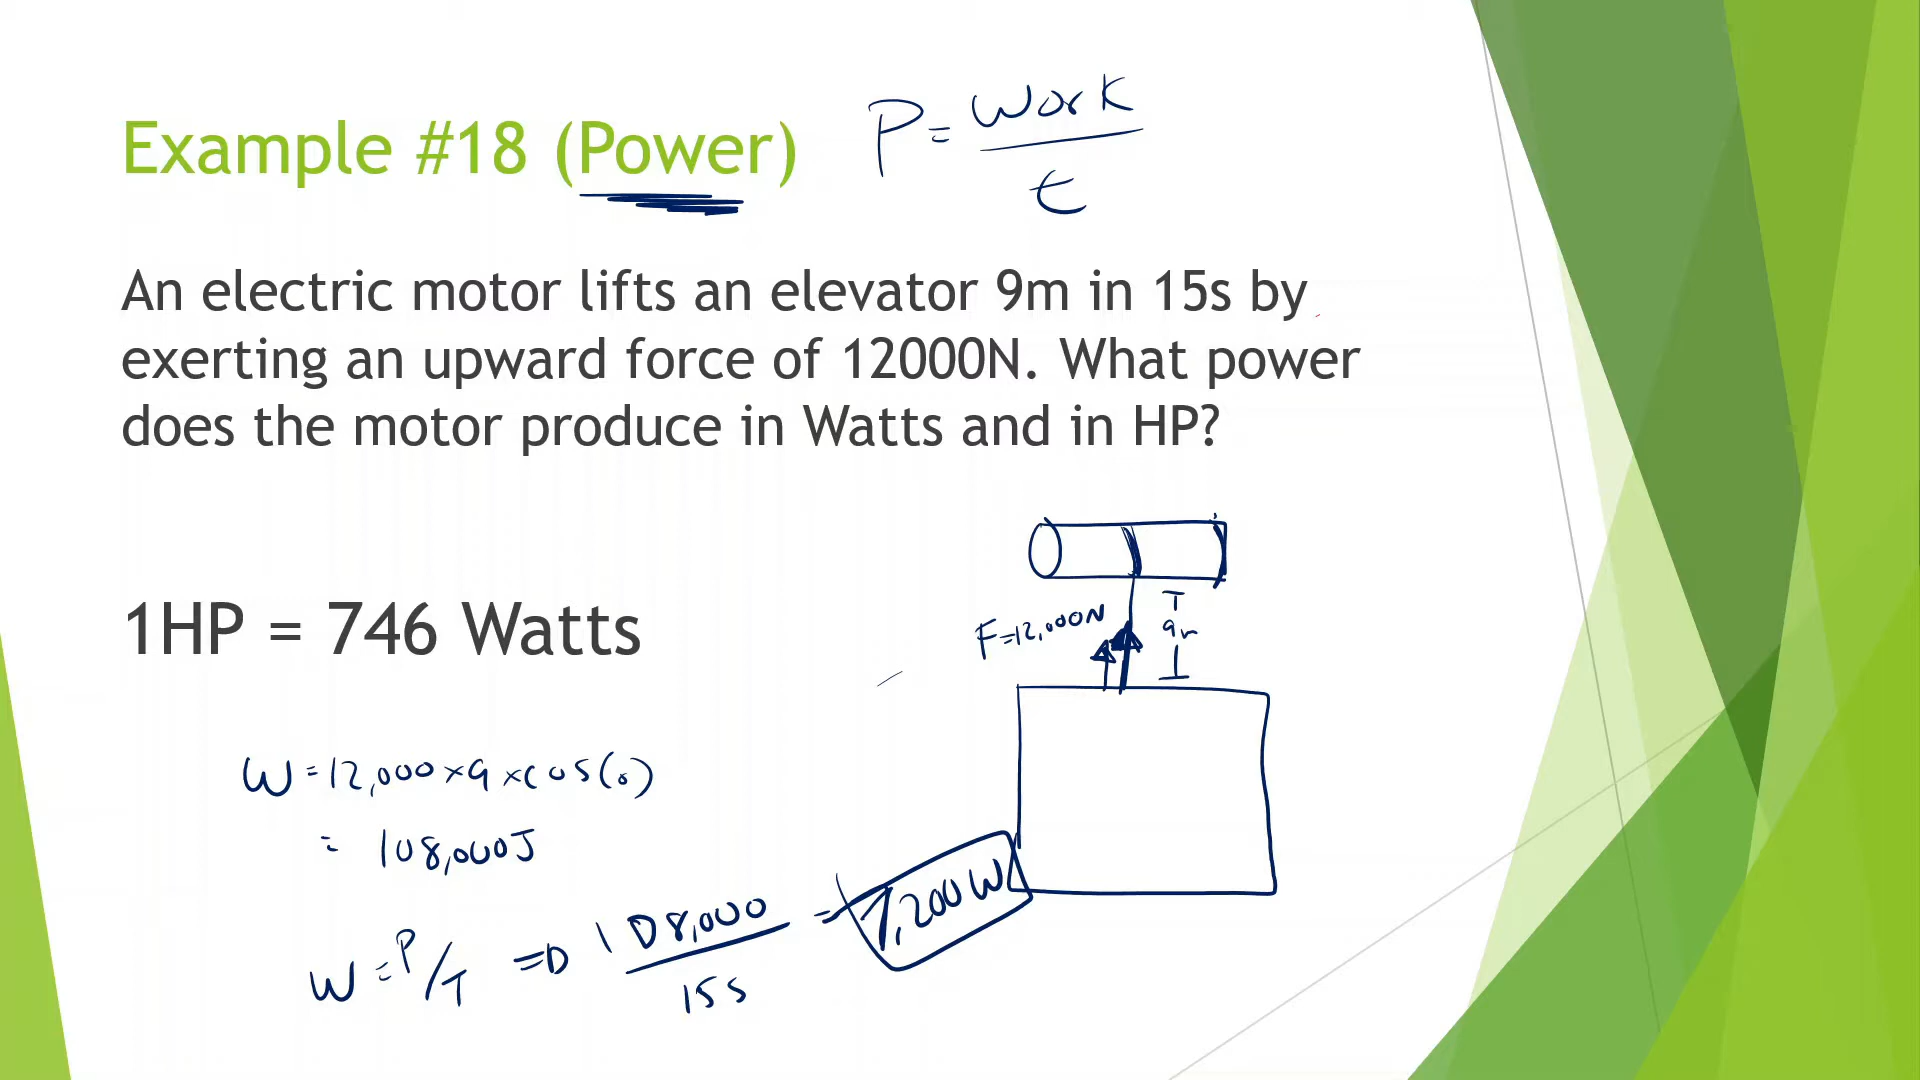 Example #18 (Power)
P = Work / t
An electric motor lifts an elevator 9m in 15s by
exerting an upward force of 12000N. What power
does the motor produce in Watts and in HP?
1HP = 746 Watts
F=12,000N
9m
W = 12,000 × 9 × cos(0)
= 108,000J
W = P/T => 108,000 / 15s = 7,200W